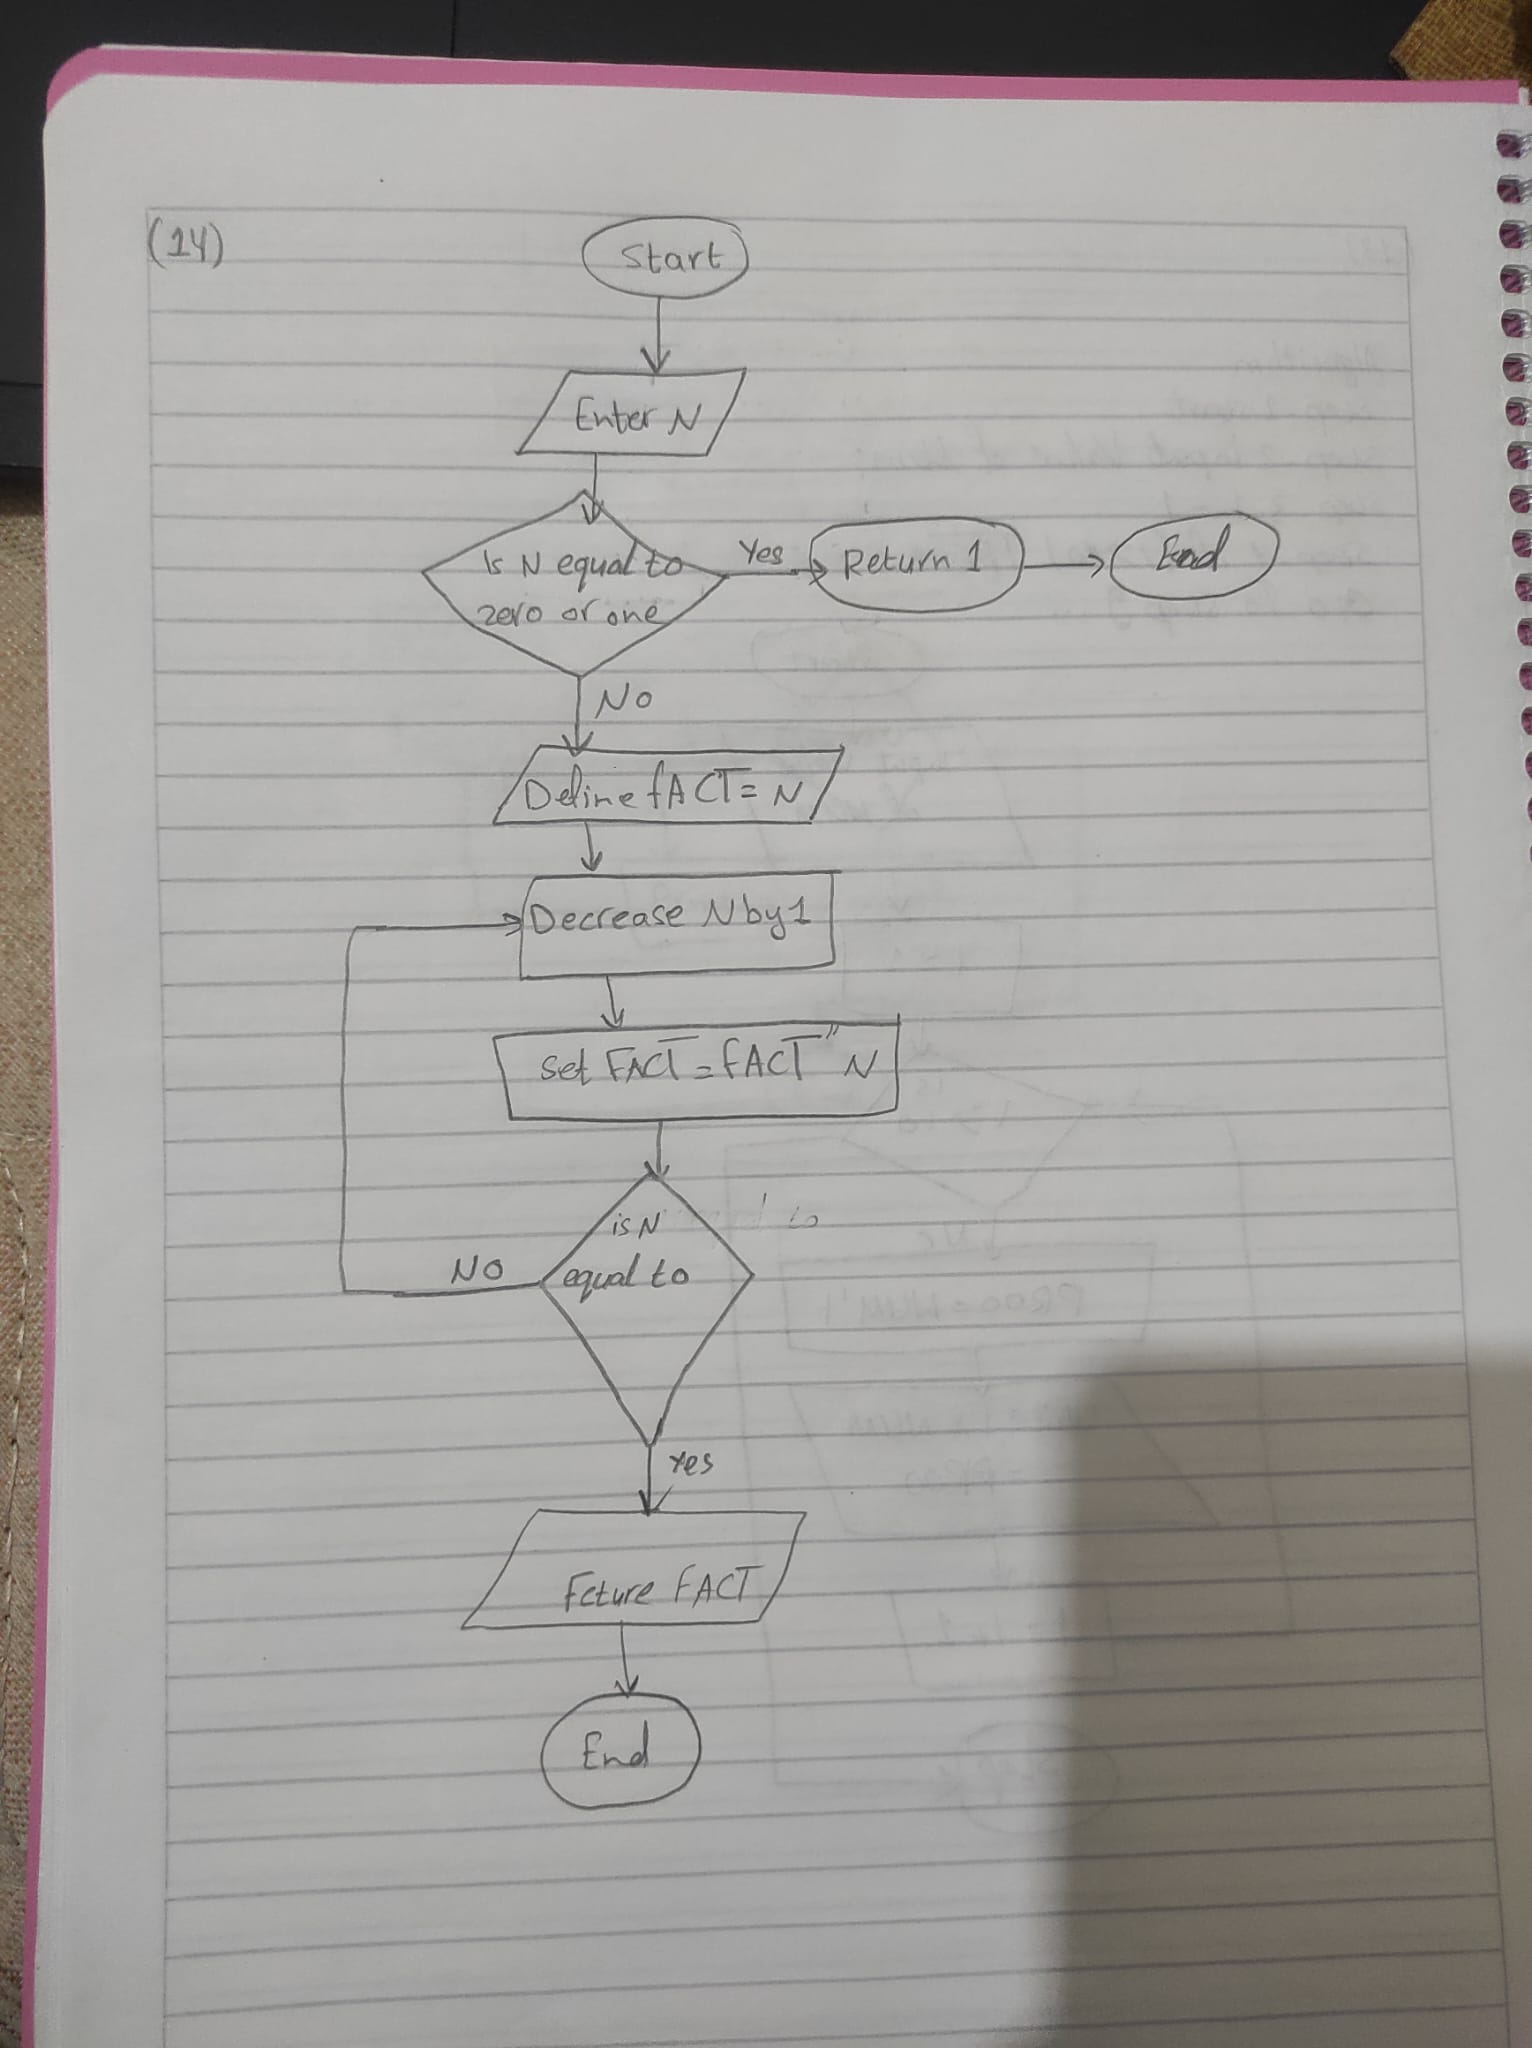 (14)
Start
Enter N
Is N equal to
zero or one
Yes
Return 1
End
No
Define fACT = N
Decrease N by 1
set FACT = fACT " N
is N
equal to
NO
Yes
Fcture fACT
End